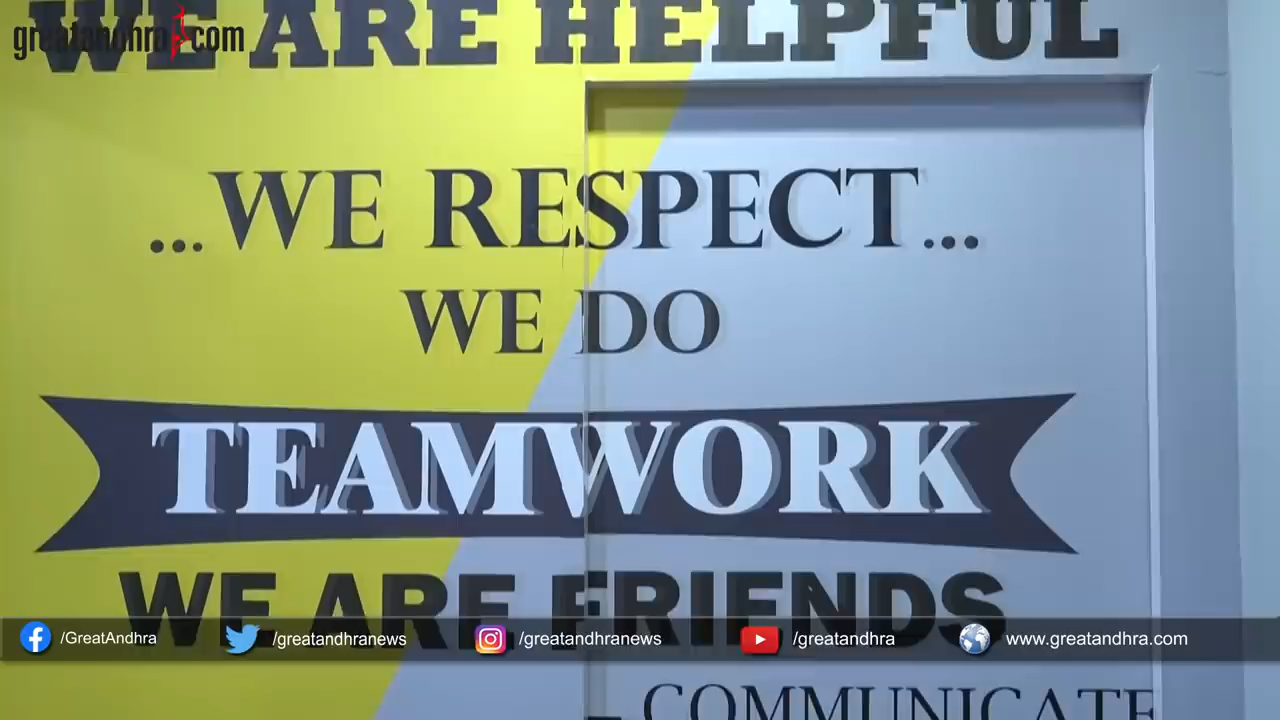 WE ARE HELPFUL
greatandhra.com
...WE RESPECT...
WE DO
TEAMWORK
WE ARE FRIENDS
/GreatAndhra /greatandhranews /greatandhranews /greatandhra www.greatandhra.com
– COMMUNICATE